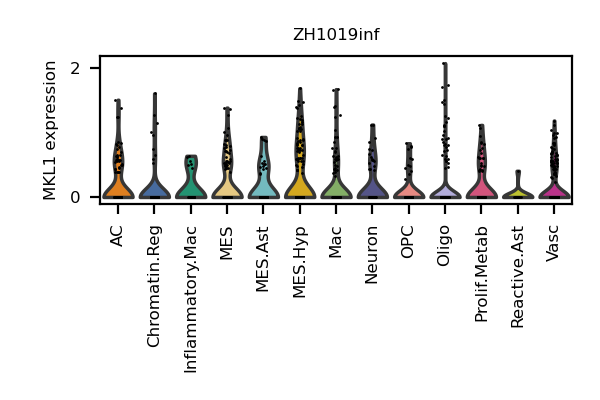 ZH1019inf
MKL1 expression
2
0
AC
Chromatin.Reg
Inflammatory.Mac
MES
MES.Ast
MES.Hyp
Mac
Neuron
OPC
Oligo
Prolif.Metab
Reactive.Ast
Vasc